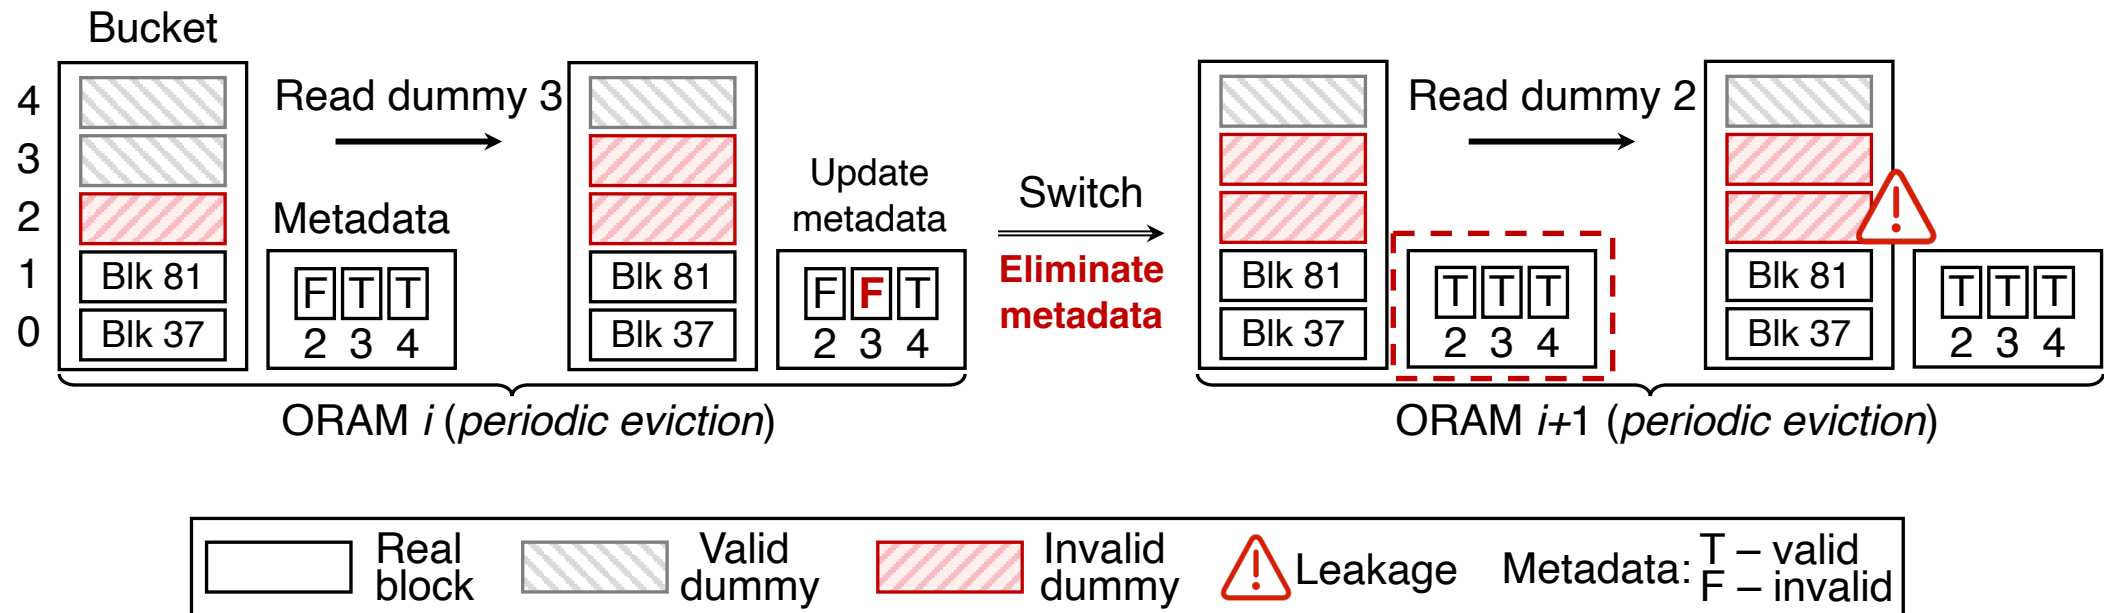 Bucket
4
3
2
1
0
Blk 81
Blk 37
Read dummy 3
Metadata
F T T
2 3 4
Blk 81
Blk 37
Update
metadata
F F T
2 3 4
ORAM i (periodic eviction)
Switch
Eliminate
metadata
Blk 81
Blk 37
Read dummy 2
T T T
2 3 4
Blk 81
Blk 37
T T T
2 3 4
ORAM i+1 (periodic eviction)
Real
block
Valid
dummy
Invalid
dummy
Leakage
Metadata:
T – valid
F – invalid